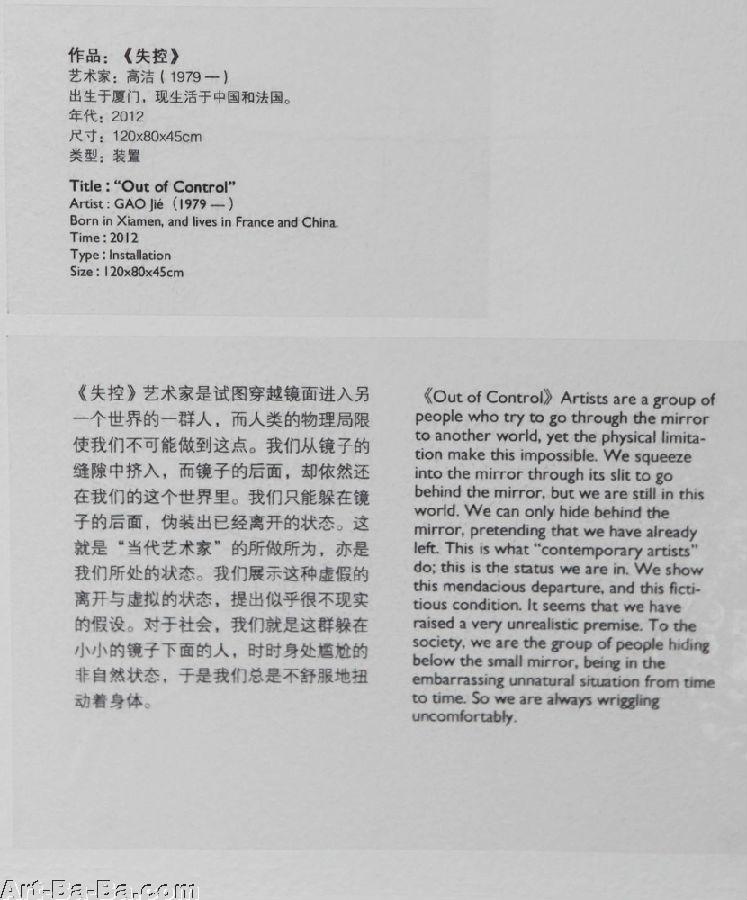 作品：《失控》
艺术家：高洁（1979 —）
出生于厦门，现生活于中国和法国。
年代：2012
尺寸：120x80x45cm
类型：装置
Title : “Out of Control”
Artist : GAO Jié （1979 — ）
Born in Xiamen, and lives in France and China.
Time : 2012
Type : Installation
Size : 120x80x45cm
《失控》艺术家是试图穿越镜面进入另
一个世界的一群人，而人类的物理局限
使我们不可能做到这点。我们从镜子的
缝隙中挤入，而镜子的后面，却依然还
在我们的这个世界里。我们只能躲在镜
子的后面，伪装出已经离开的状态。这
就是“当代艺术家”的所做所为，亦是
我们所处的状态。我们展示这种虚假的
离开与虚拟的状态，提出似乎很不现实
的假设。对于社会，我们就是这群躲在
小小的镜子下面的人，时时身处尴尬的
非自然状态，于是我们总是不舒服地扭
动着身体。
《Out of Control》 Artists are a group of
people who try to go through the mirror
to another world, yet the physical limita-
tion make this impossible. We squeeze
into the mirror through its slit to go
behind the mirror, but we are still in this
world. We can only hide behind the
mirror, pretending that we have already
left. This is what “contemporary artists”
do; this is the status we are in. We show
this mendacious departure, and this ficti-
tious condition. It seems that we have
raised a very unrealistic premise. To the
society, we are the group of people hiding
below the small mirror, being in the
embarrassing unnatural situation from time
to time. So we are always wriggling
uncomfortably.
Art-Ba-Ba.com